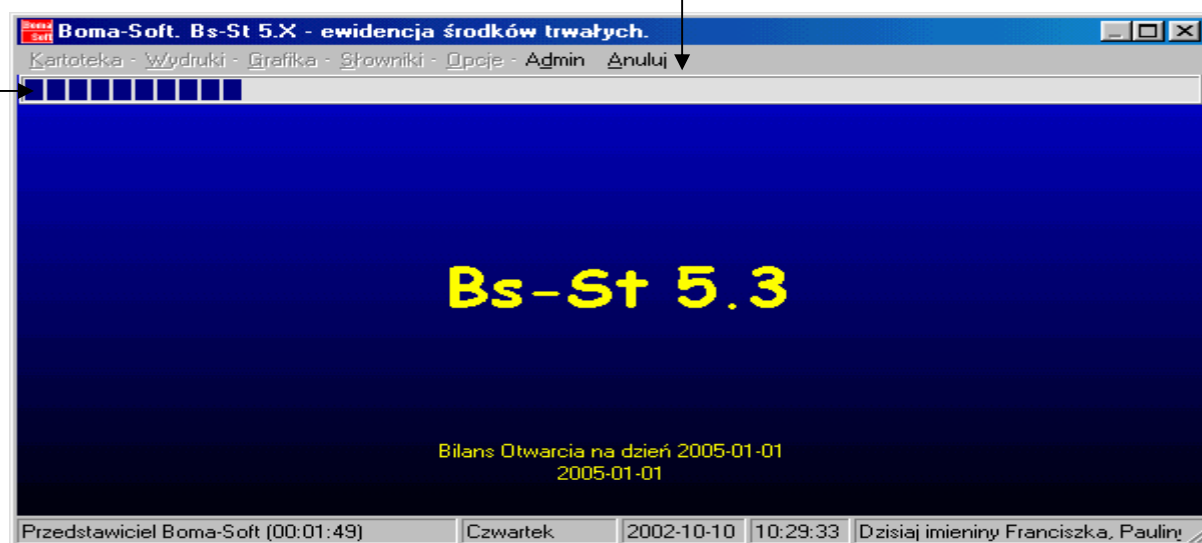 Boma Soft
Boma-Soft. Bs-St 5.X - ewidencja środków trwałych.
Kartoteka - Wydruki - Grafika - Słowniki - Opcje - Admin Anuluj
Bs-St 5.3
Bilans Otwarcia na dzień 2005-01-01
2005-01-01
Przedstawiciel Boma-Soft (00:01:49) Czwartek 2002-10-10 10:29:33 Dzisiaj imieniny Franciszka,